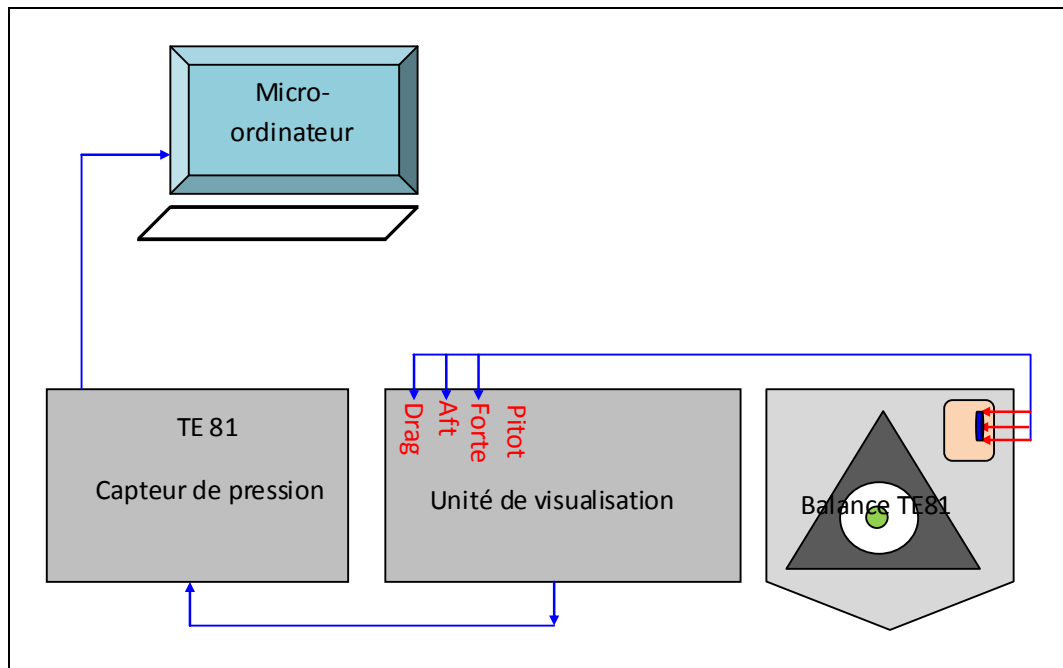 Micro-
ordinateur
TE 81
Capteur de pression
Drag
Aft
Forte
Pitot
Unité de visualisation
Balance TE81